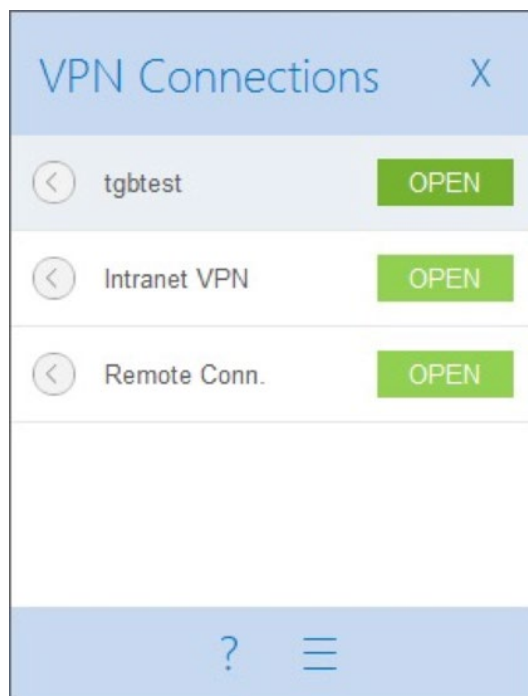 VPN Connections X
tgbtest OPEN
Intranet VPN OPEN
Remote Conn. OPEN
?